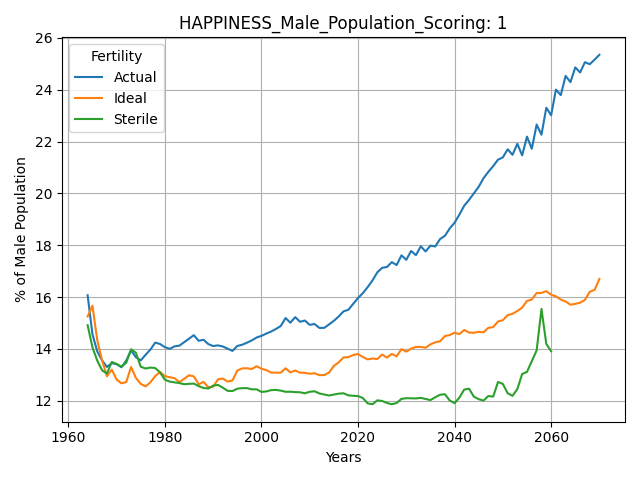 HAPPINESS_Male_Population_Scoring: 1
26
24
22
20
18
16
14
12
% of Male Population
Fertility
Actual
Ideal
Sterile
1960 1980 2000 2020 2040 2060
Years